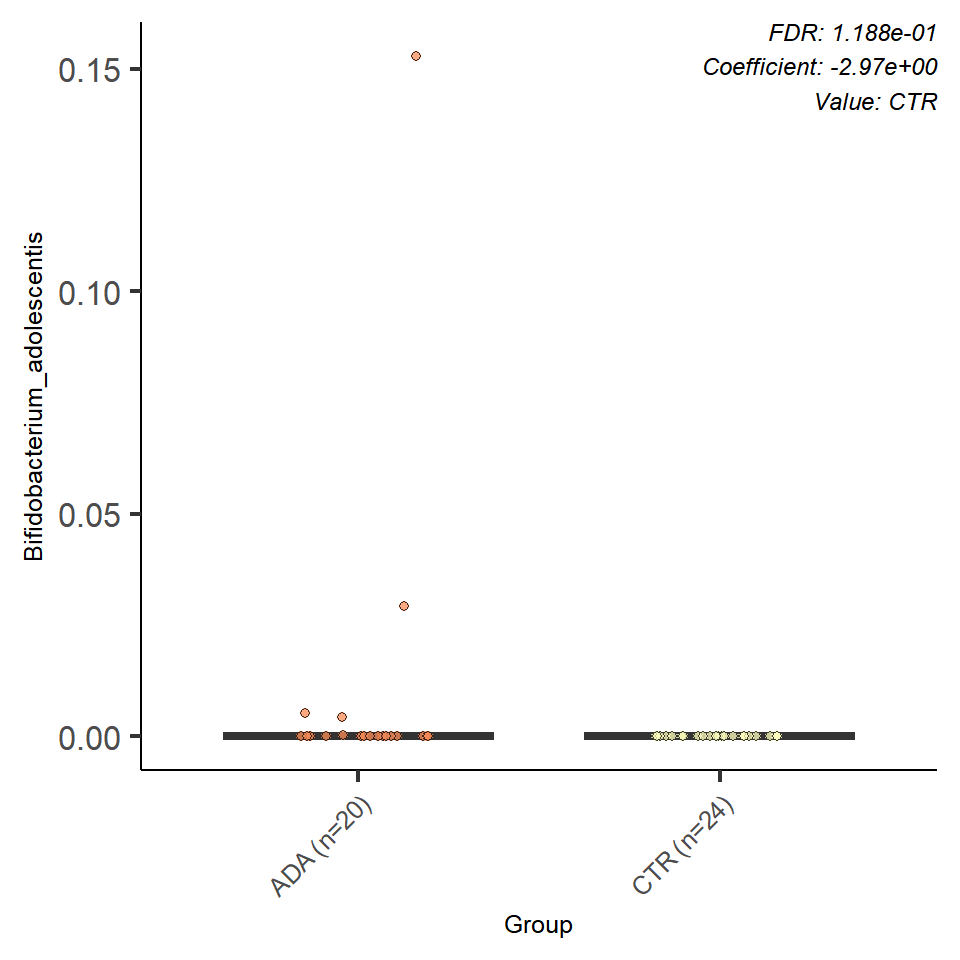 FDR: 1.188e-01
Coefficient: -2.97e+00
Value: CTR
0.15
0.10
0.05
0.00
Bifidobacterium_adolescentis
ADA (n=20)
CTR (n=24)
Group